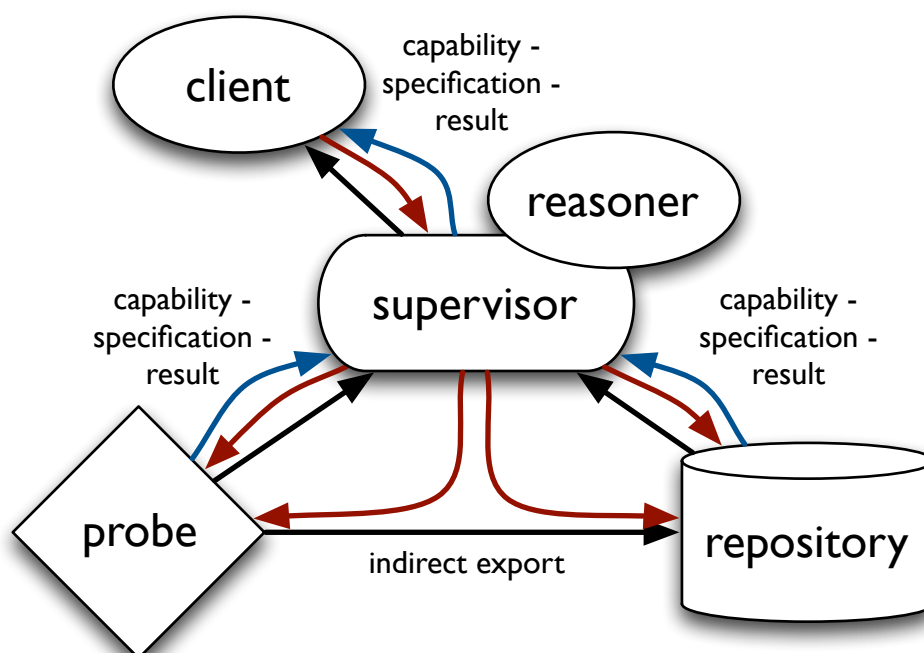 capability -
specification -
result
client
reasoner
supervisor
capability -
specification -
result
capability -
specification -
result
probe
indirect export
repository